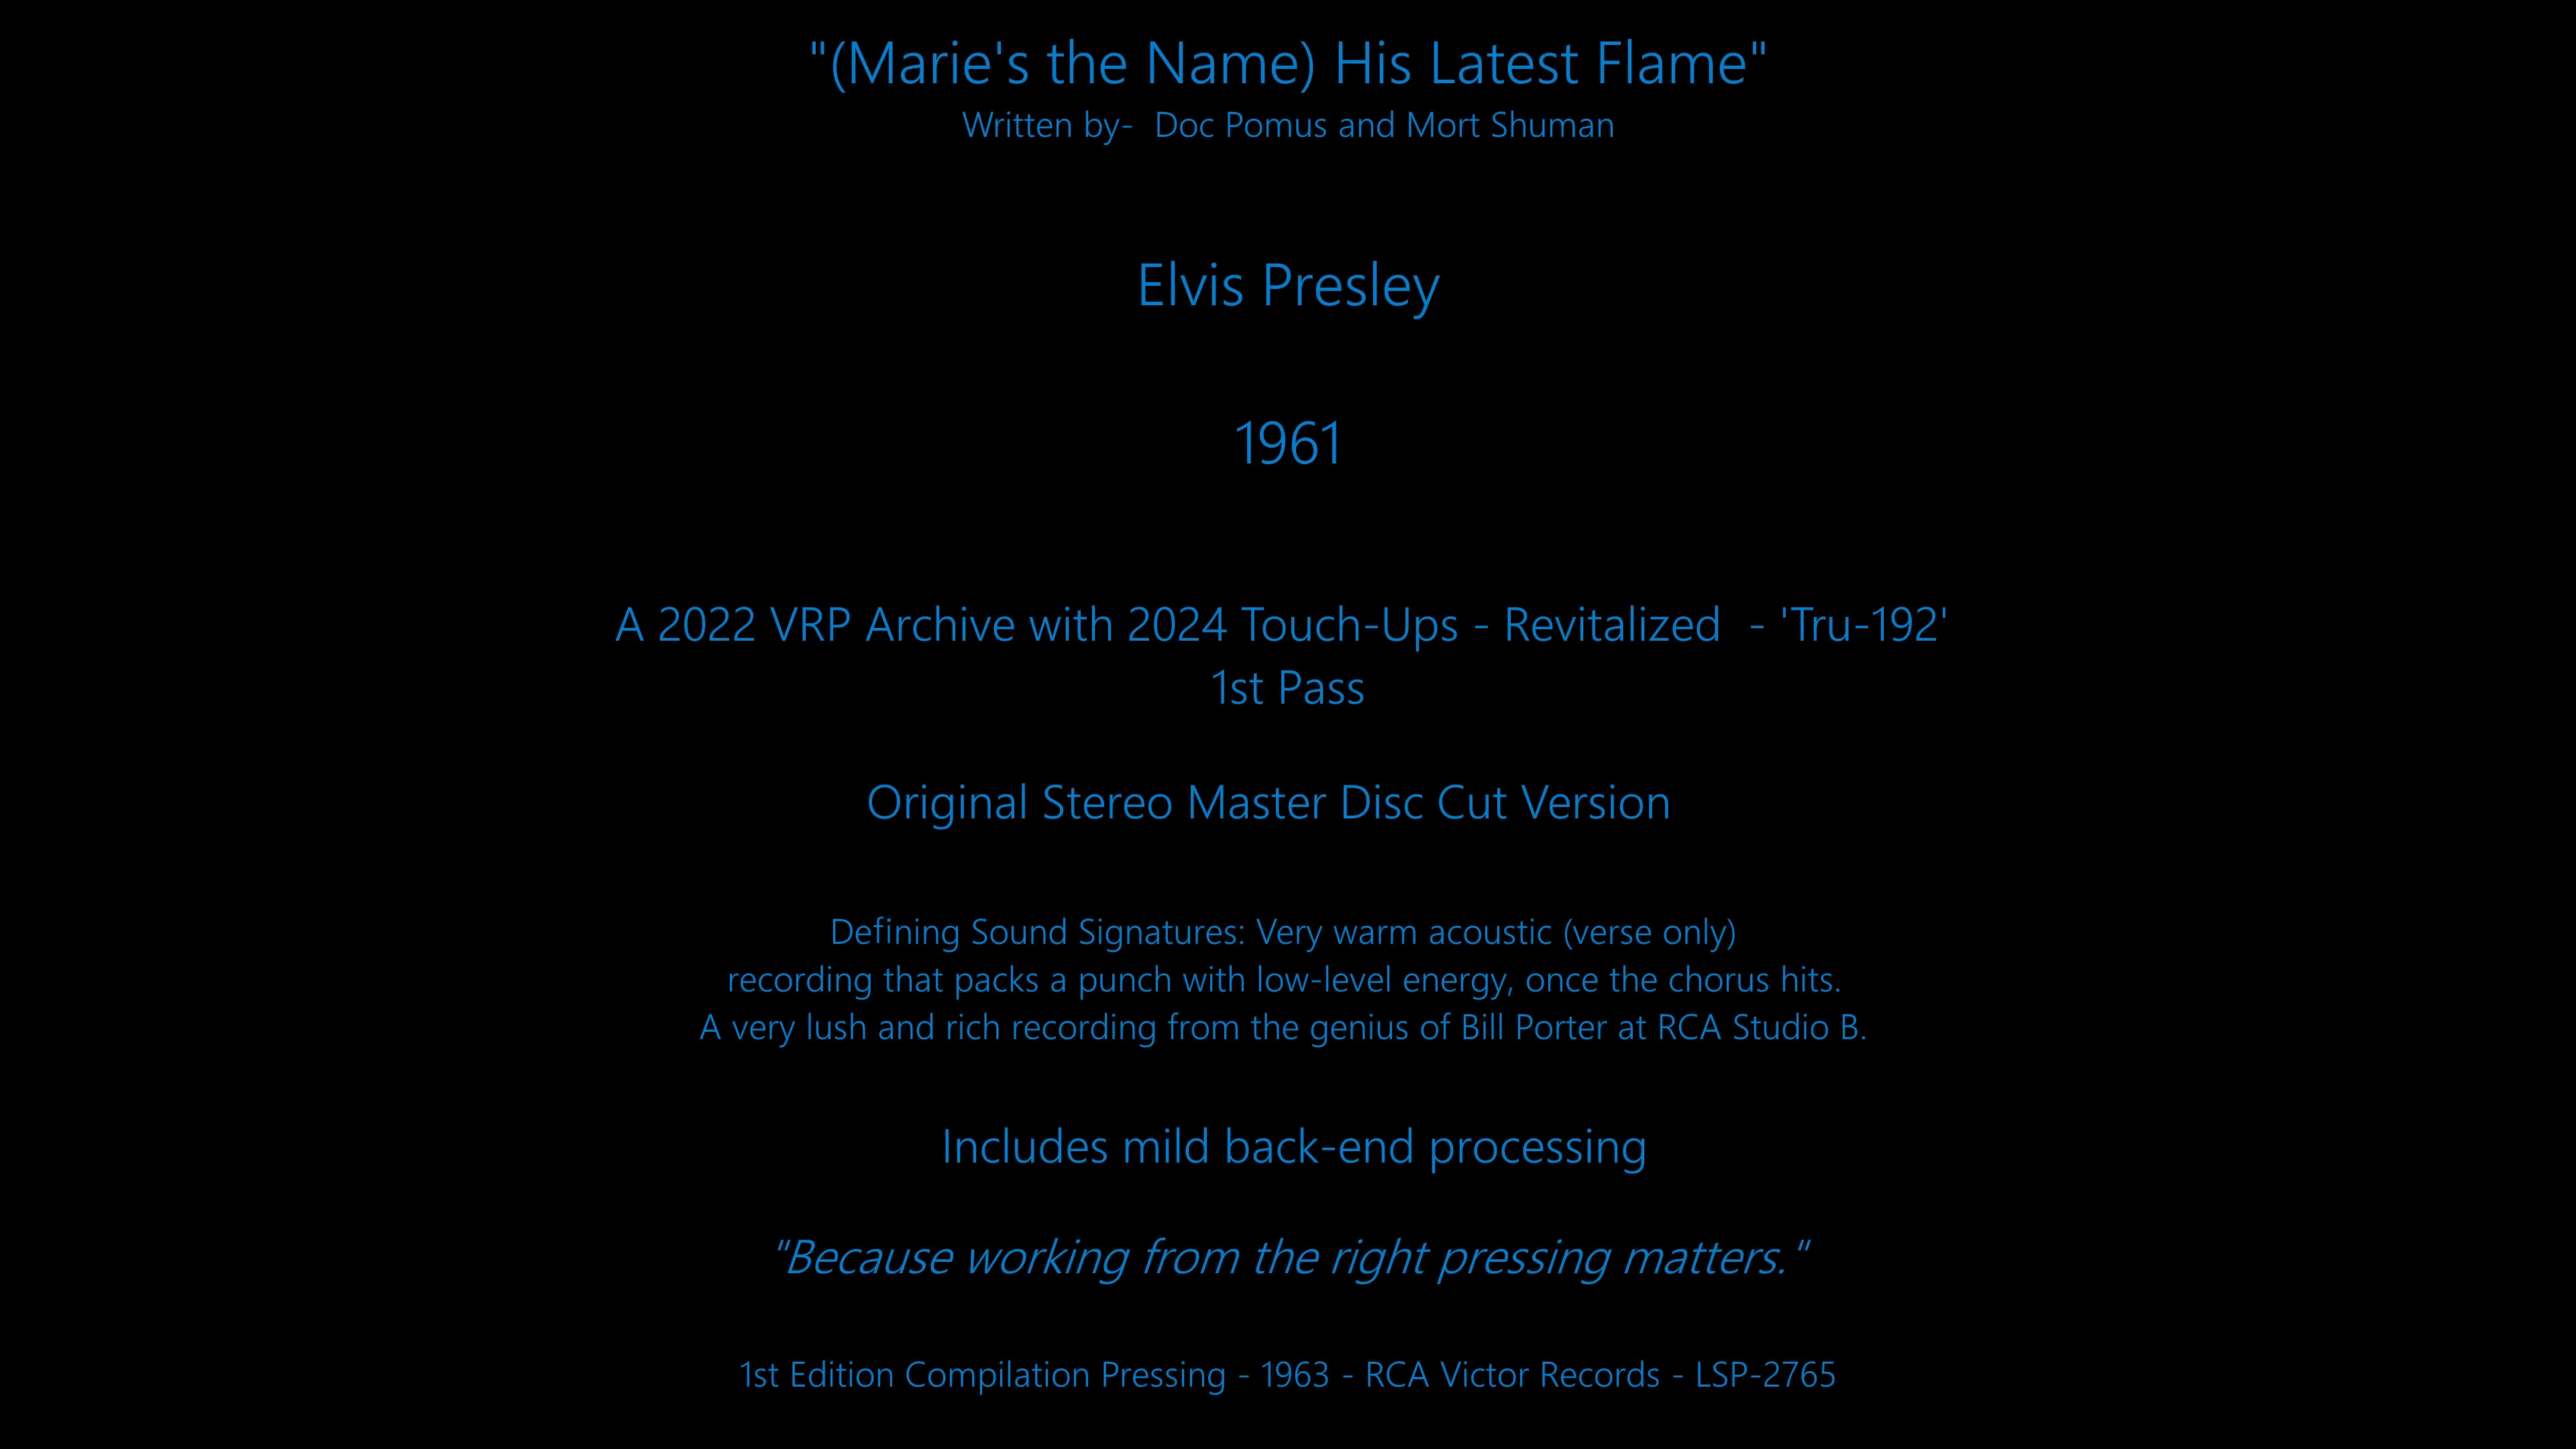 "(Marie's the Name) His Latest Flame"
Written by-  Doc Pomus and Mort Shuman
Elvis Presley
1961
A 2022 VRP Archive with 2024 Touch-Ups - Revitalized  - 'Tru-192'
1st Pass
Original Stereo Master Disc Cut Version
Defining Sound Signatures: Very warm acoustic (verse only)
recording that packs a punch with low-level energy, once the chorus hits.
A very lush and rich recording from the genius of Bill Porter at RCA Studio B.
Includes mild back-end processing
"Because working from the right pressing matters."
1st Edition Compilation Pressing - 1963 - RCA Victor Records - LSP-2765